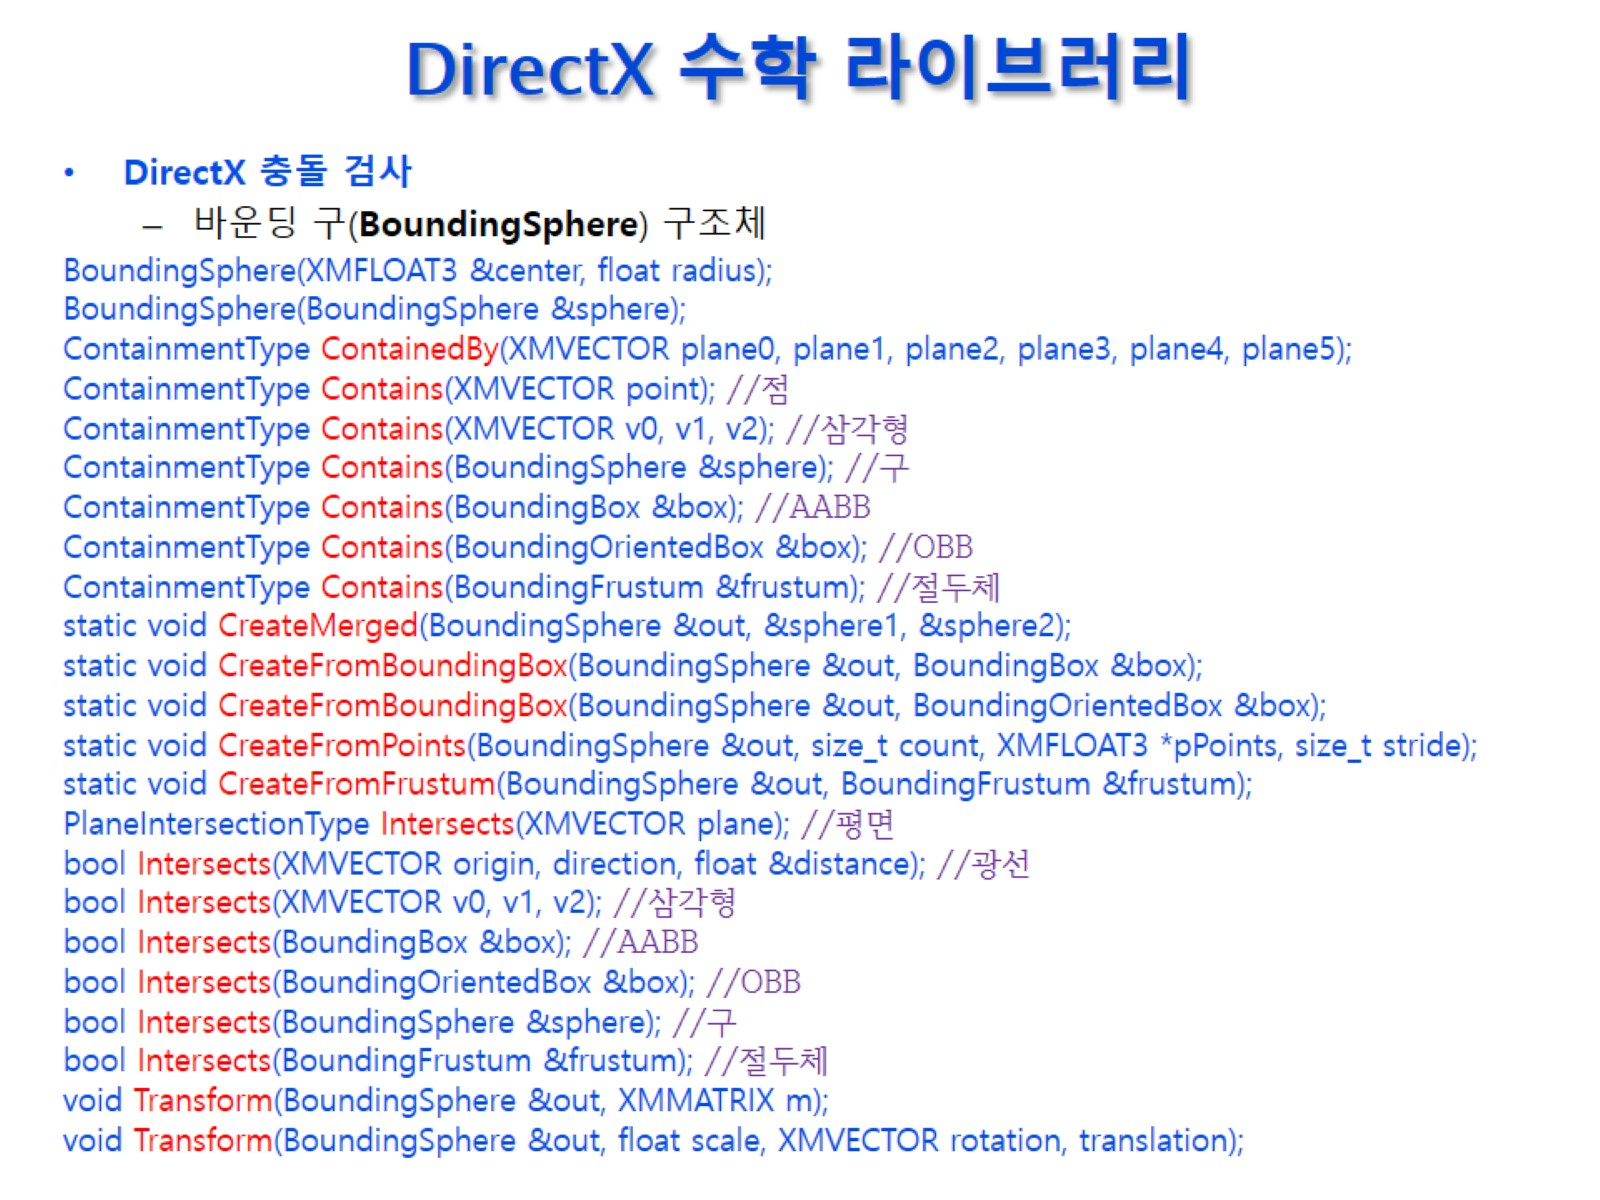 DirectX 수학 라이브러리
• DirectX 충돌 검사
– 바운딩 구(BoundingSphere) 구조체
BoundingSphere(XMFLOAT3 &center, float radius);
BoundingSphere(BoundingSphere &sphere);
ContainmentType ContainedBy(XMVECTOR plane0, plane1, plane2, plane3, plane4, plane5);
ContainmentType Contains(XMVECTOR point); //점
ContainmentType Contains(XMVECTOR v0, v1, v2); //삼각형
ContainmentType Contains(BoundingSphere &sphere); //구
ContainmentType Contains(BoundingBox &box); //AABB
ContainmentType Contains(BoundingOrientedBox &box); //OBB
ContainmentType Contains(BoundingFrustum &frustum); //절두체
static void CreateMerged(BoundingSphere &out, &sphere1, &sphere2);
static void CreateFromBoundingBox(BoundingSphere &out, BoundingBox &box);
static void CreateFromBoundingBox(BoundingSphere &out, BoundingOrientedBox &box);
static void CreateFromPoints(BoundingSphere &out, size_t count, XMFLOAT3 *pPoints, size_t stride);
static void CreateFromFrustum(BoundingSphere &out, BoundingFrustum &frustum);
PlaneIntersectionType Intersects(XMVECTOR plane); //평면
bool Intersects(XMVECTOR origin, direction, float &distance); //광선
bool Intersects(XMVECTOR v0, v1, v2); //삼각형
bool Intersects(BoundingBox &box); //AABB
bool Intersects(BoundingOrientedBox &box); //OBB
bool Intersects(BoundingSphere &sphere); //구
bool Intersects(BoundingFrustum &frustum); //절두체
void Transform(BoundingSphere &out, XMMATRIX m);
void Transform(BoundingSphere &out, float scale, XMVECTOR rotation, translation);